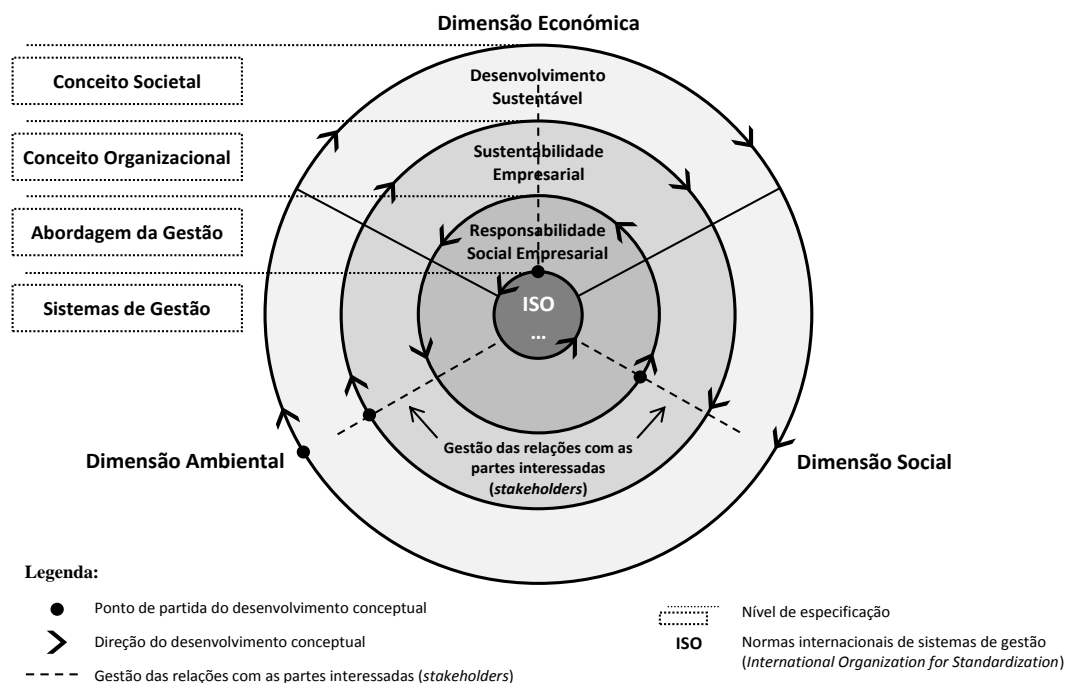 Dimensão Económica
Conceito Societal
Desenvolvimento
Sustentável
Conceito Organizacional
Sustentabilidade
Empresarial
Abordagem da Gestão
Responsabilidade
Social Empresarial
Sistemas de Gestão
ISO
...
Gestão das relações com as
partes interessadas
(stakeholders)
Dimensão Ambiental
Dimensão Social
Legenda:
Ponto de partida do desenvolvimento conceptual
Direção do desenvolvimento conceptual
Gestão das relações com as partes interessadas (stakeholders)
Nível de especificação
ISO Normas internacionais de sistemas de gestão
(International Organization for Standardization)